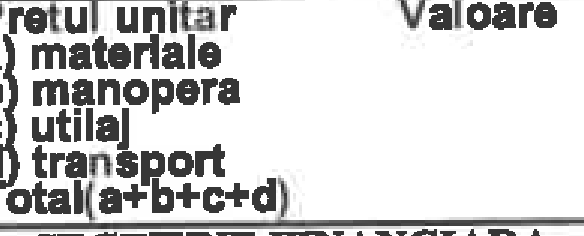 retul unitar Valoare
) materiale
) manopera
) utilaj
) transport
otal(a+b+c+d)